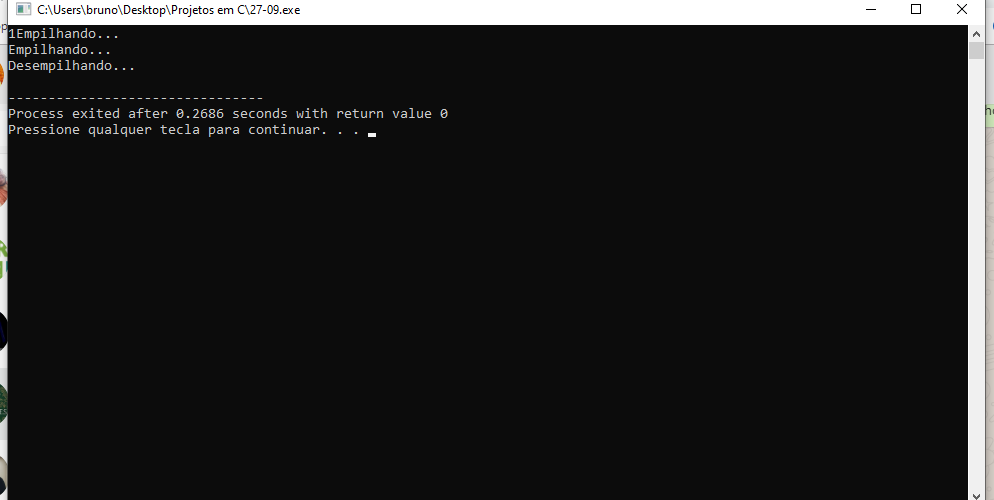 C:\Users\bruno\Desktop\Projetos em C\27-09.exe
1Empilhando...
Empilhando...
Desempilhando...
--------------------------------
Process exited after 0.2686 seconds with return value 0
Pressione qualquer tecla para continuar. . .